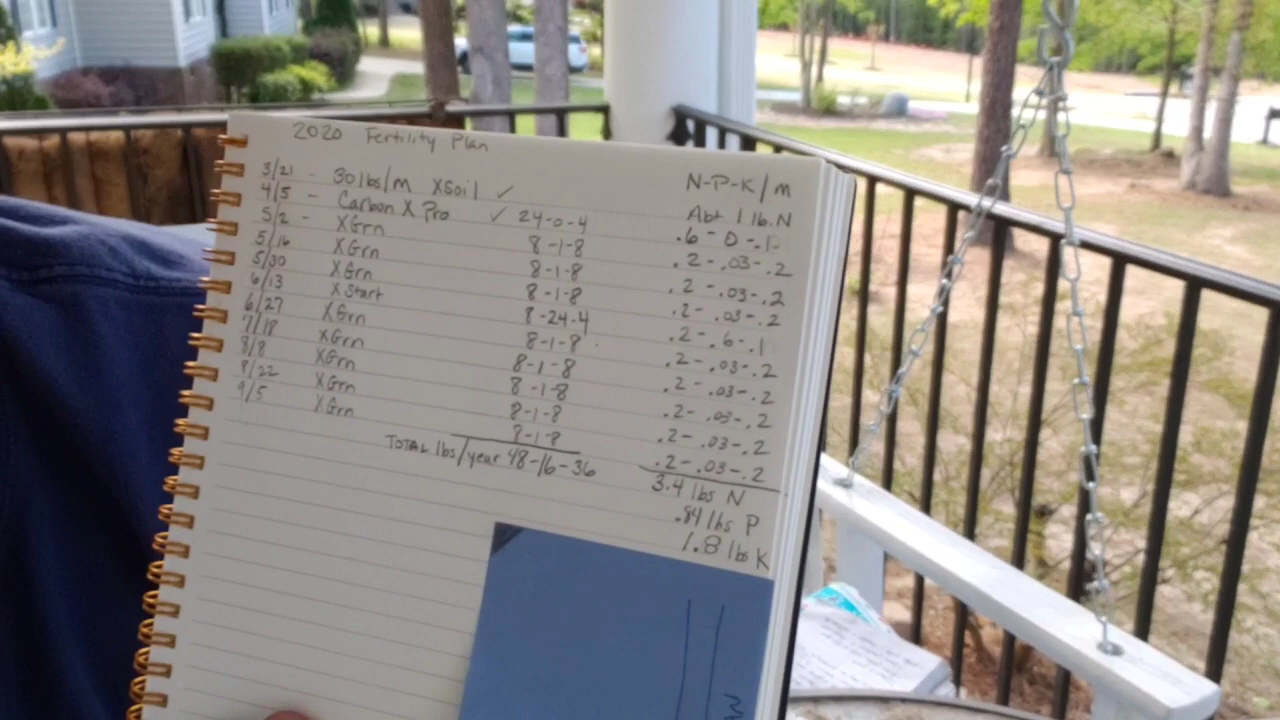 2020 Fertility Plan
N-P-K/m
3/21 - 30lbs/m XSoil ✓ Abt 1 lb.N
4/5 - Carbon X Pro ✓ 24-0-4 .6-0-.1
5/2 - XGrn 8-1-8 .2-.03-.2
5/16 XGrn 8-1-8 .2-.03-.2
5/30 XGrn 8-1-8 .2-.03-.2
6/13 XStart 8-24-4 .2-.6-.1
6/27 XGrn 8-1-8 .2-.03-.2
7/18 XGrn 8-1-8 .2-.03-.2
8/8 XGrn 8-1-8 .2-.03-.2
8/22 XGrn 8-1-8 .2-.03-.2
9/5 XGrn 8-1-8 .2-.03-.2
TOTAL lbs/year 48-16-36 3.4 lbs N
.84 lbs P
1.8 lbs K